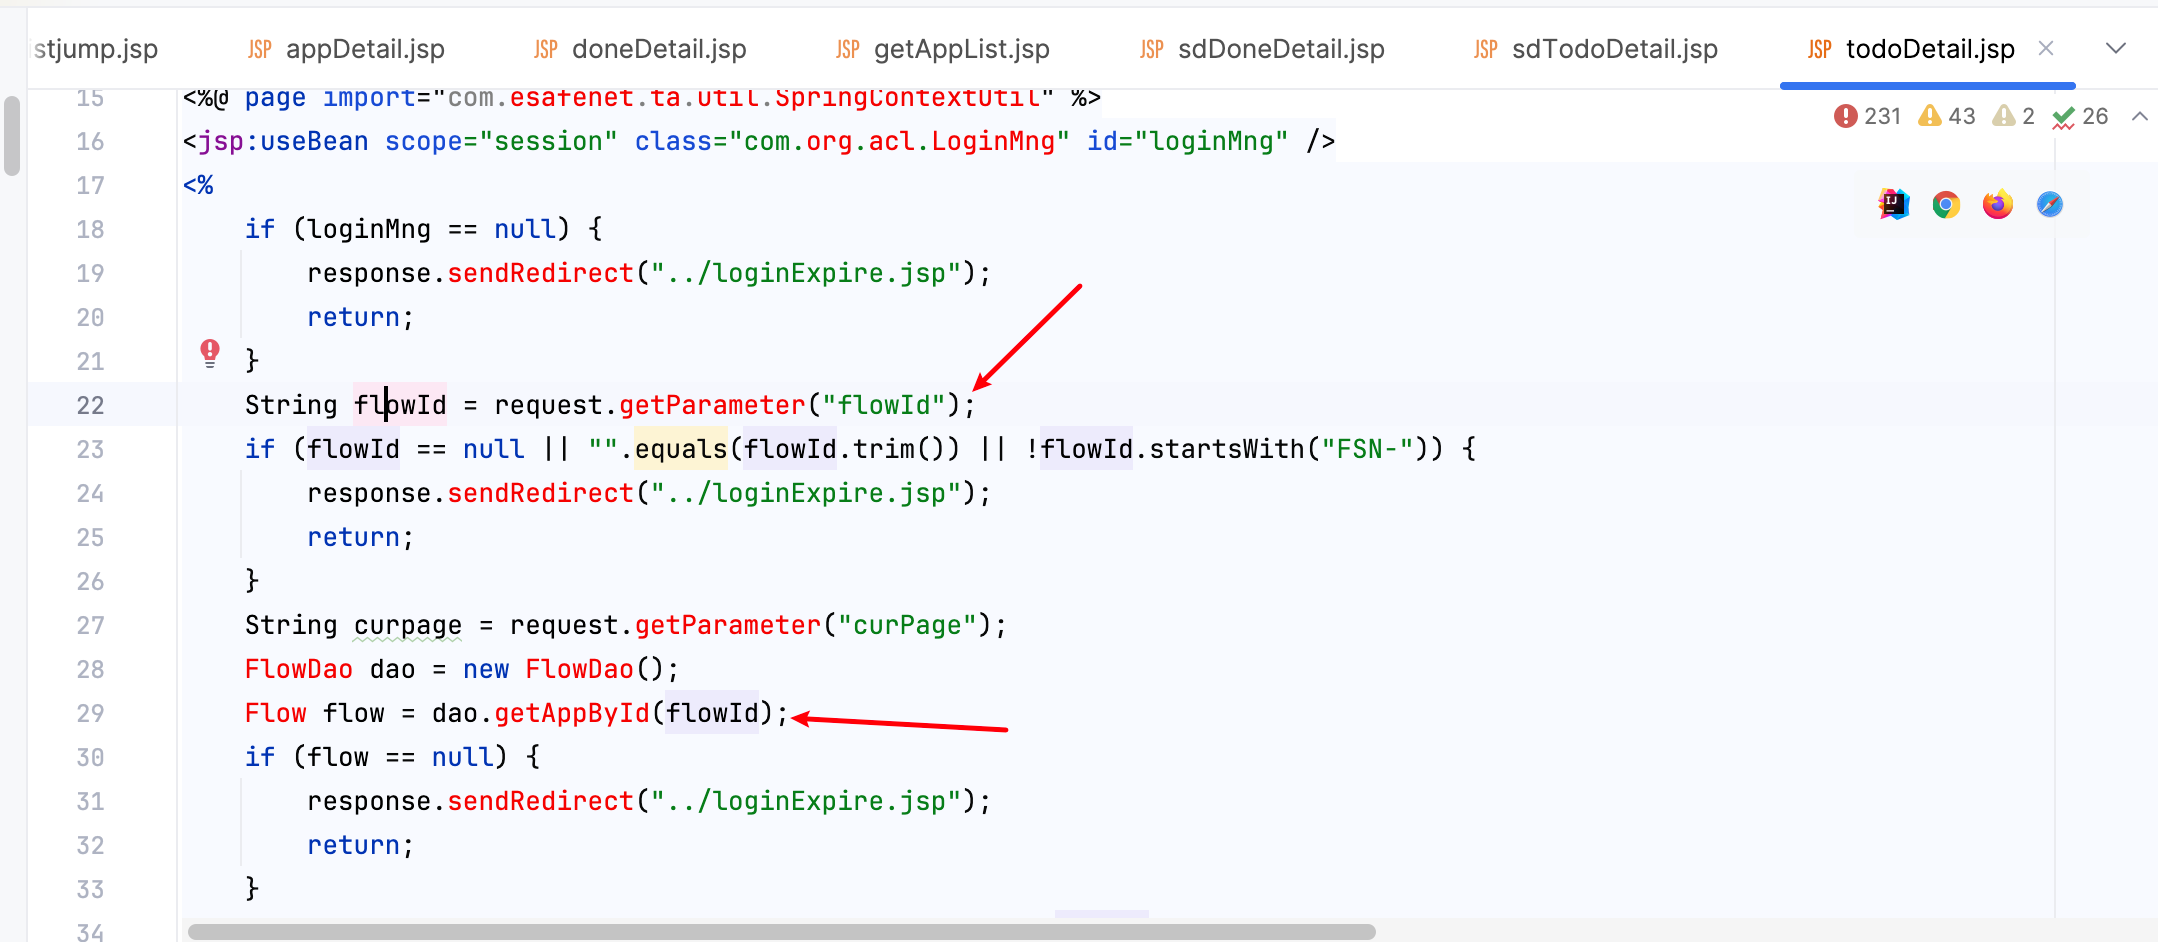 stjump.jsp
JSP appDetail.jsp
JSP doneDetail.jsp
JSP getAppList.jsp
JSP sdDoneDetail.jsp
JSP sdTodoDetail.jsp
JSP todoDetail.jsp
231 43 2 26
15 <%@ page import="com.esafenet.ta.util.SpringContextUtil" %>
16 <jsp:useBean scope="session" class="com.org.acl.LoginMng" id="loginMng" />
17 <%
18 if (loginMng == null) {
19 response.sendRedirect("../loginExpire.jsp");
20 return;
21 }
22 String flowId = request.getParameter("flowId");
23 if (flowId == null || "".equals(flowId.trim()) || !flowId.startsWith("FSN-")) {
24 response.sendRedirect("../loginExpire.jsp");
25 return;
26 }
27 String curpage = request.getParameter("curPage");
28 FlowDao dao = new FlowDao();
29 Flow flow = dao.getAppById(flowId);
30 if (flow == null) {
31 response.sendRedirect("../loginExpire.jsp");
32 return;
33 }
34